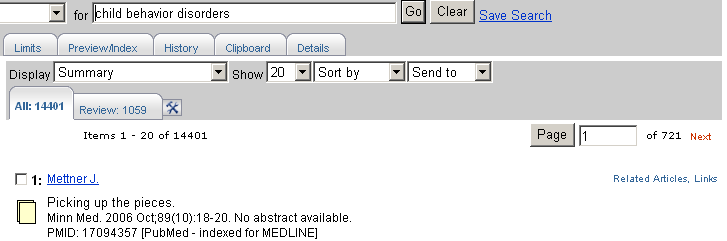 for child behavior disorders Go Clear Save Search
Limits Preview/Index History Clipboard Details
Display Summary Show 20 Sort by Send to
All: 14401 Review: 1059
Items 1 - 20 of 14401 Page 1 of 721 Next
1: Mettner J. Related Articles, Links
Picking up the pieces.
Minn Med. 2006 Oct;89(10):18-20. No abstract available.
PMID: 17094357 [PubMed - indexed for MEDLINE]